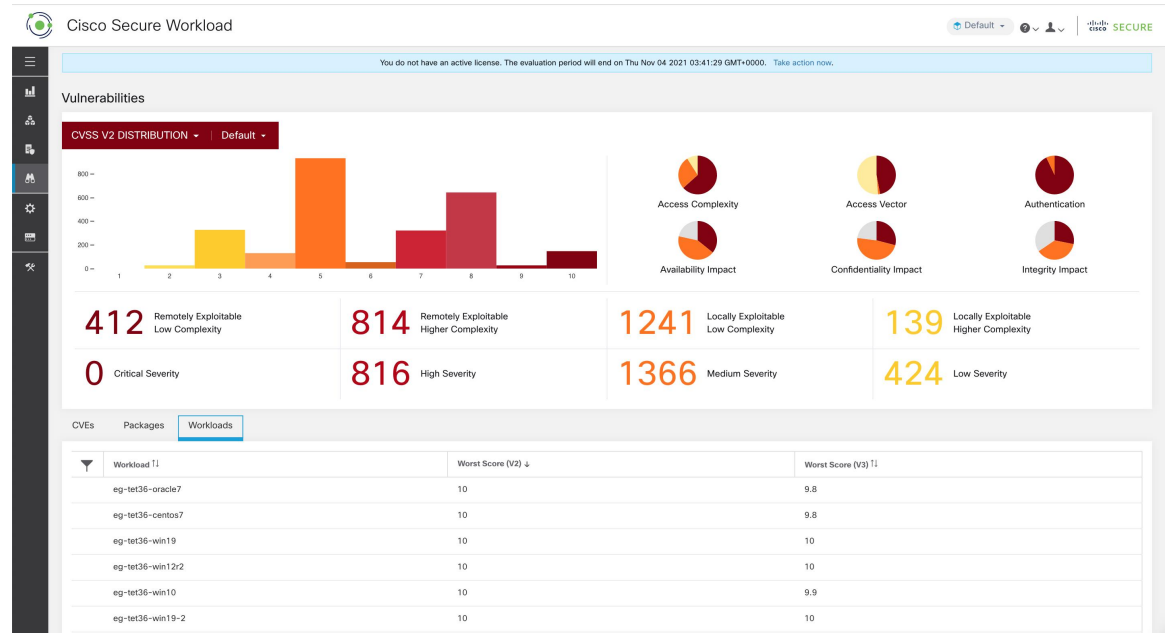 Cisco Secure Workload
Default
CISCO SECURE
You do not have an active license. The evaluation period will end on Thu Nov 04 2021 03:41:29 GMT+0000. Take action now.
Vulnerabilities
CVSS V2 DISTRIBUTION Default
800
600
400
200
0
1 2 3 4 5 6 7 8 9 10
Access Complexity
Access Vector
Authentication
Availability Impact
Confidentiality Impact
Integrity Impact
412 Remotely Exploitable
Low Complexity
814 Remotely Exploitable
Higher Complexity
1241 Locally Exploitable
Low Complexity
139 Locally Exploitable
Higher Complexity
0 Critical Severity
816 High Severity
1366 Medium Severity
424 Low Severity
CVEs Packages Workloads
Workload ↑↓ Worst Score (V2) ↓ Worst Score (V3) ↑↓
eg-tet36-oracle7 10 9.8
eg-tet36-centos7 10 9.8
eg-tet36-win19 10 10
eg-tet36-win12r2 10 10
eg-tet36-win10 10 9.9
eg-tet36-win19-2 10 10